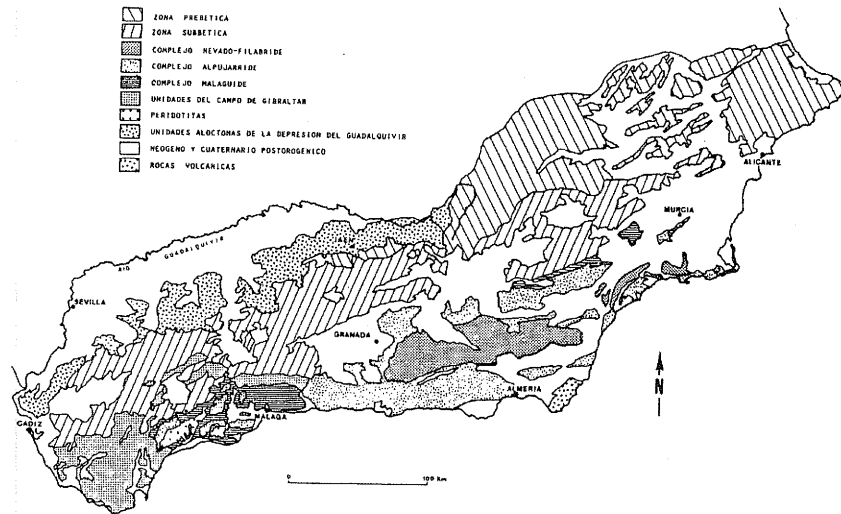 ZONA PREBETICA
ZONA SUBBETICA
COMPLEJO NEVADO-FILABRIDE
COMPLEJO ALPUJARRIDE
COMPLEJO MALAGUIDE
UNIDADES DEL CAMPO DE GIBRALTAR
PERIDOTITAS
UNIDADES ALOCTONAS DE LA DEPRESION DEL GUADALQUIVIR
NEOGENO Y CUATERNARIO POSTOROGENICO
ROCAS VOLCANICAS
ALICANTE
MURCIA
RIO GUADALQUIVIR
JAEN
SEVILLA
GRANADA
N
ALMERIA
MALAGA
CADIZ
0 100 Km